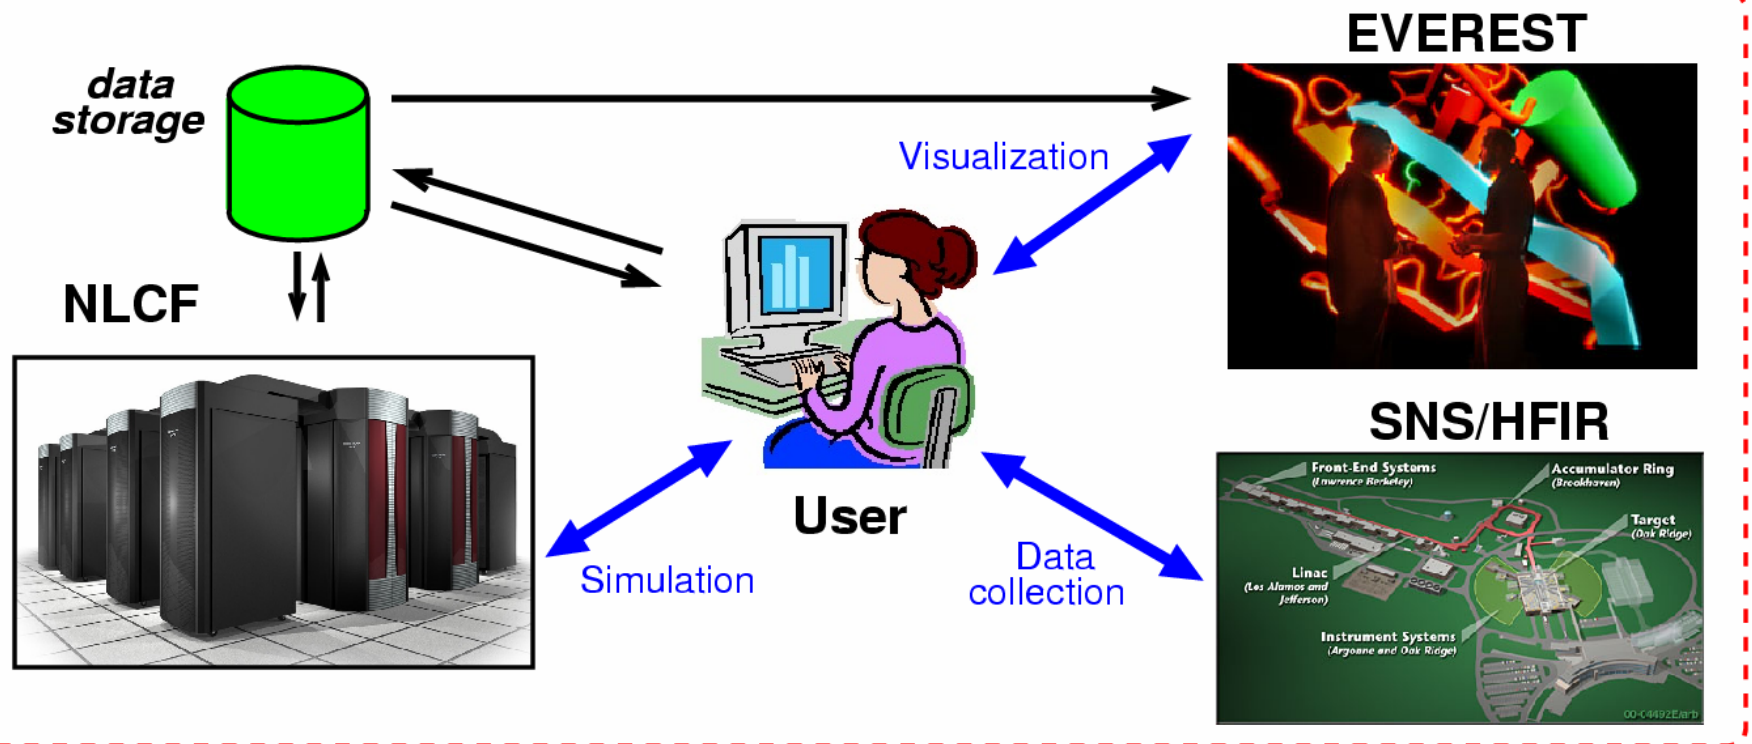 EVEREST
data
storage
Visualization
NLCF
User
Simulation
Data
collection
SNS/HFIR
Front-End Systems
(Lawrence Berkeley)
Accumulator Ring
(Brookhaven)
Target
(Oak Ridge)
Linac
(Los Alamos and
Jefferson)
Instrument Systems
(Argonne and Oak Ridge)